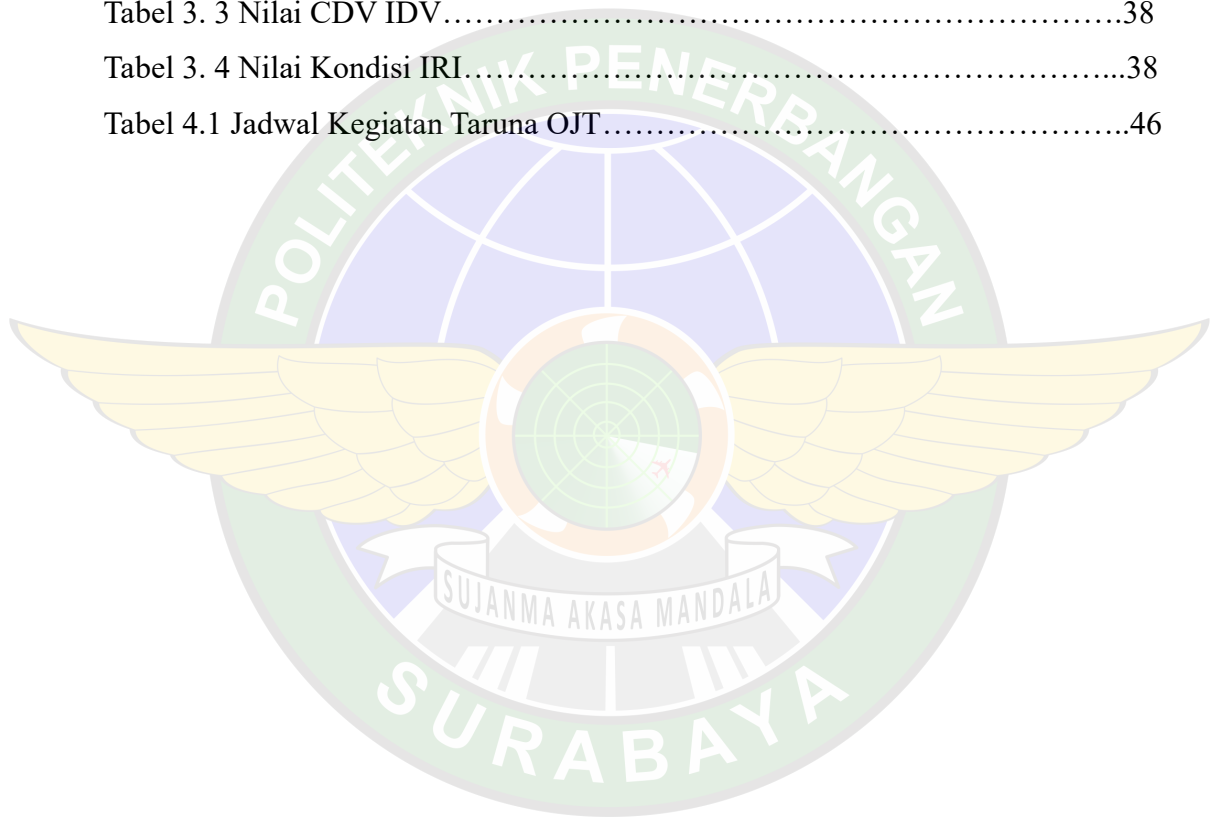 Tabel 3. 3 Nilai CDV IDV……………………………………………………….38
Tabel 3. 4 Nilai Kondisi IRI……………………………………………………...38
Tabel 4.1 Jadwal Kegiatan Taruna OJT…………………………………………..46
POLITEKNIK PENERBANGAN
SUJANMA AKASA MANDALA
SURABAYA